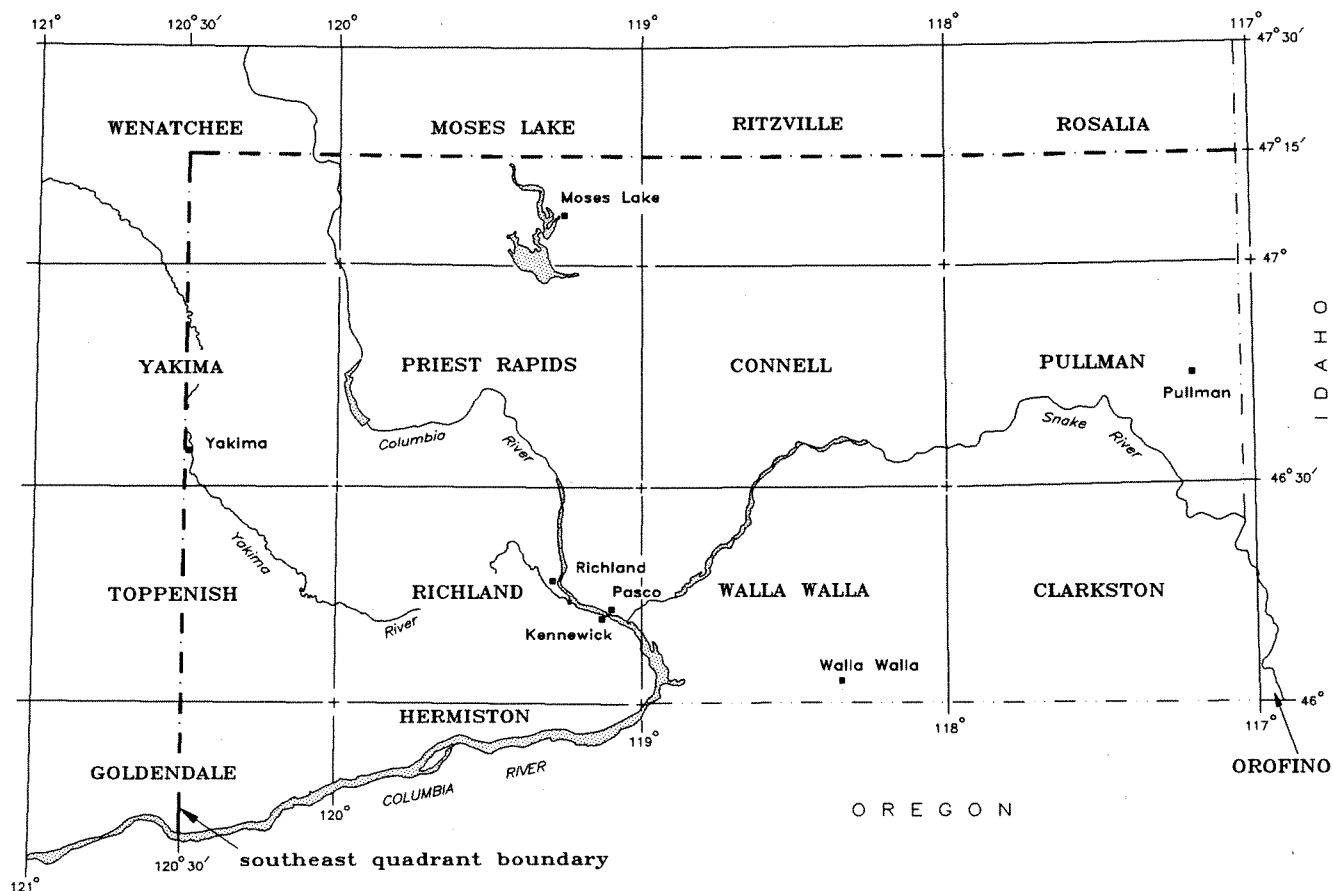 121°
120° 30′
120°
119°
118°
117°
47° 30′
WENATCHEE
MOSES LAKE
RITZVILLE
ROSALIA
47° 15′
Moses Lake
47°
IDAHO
YAKIMA
PRIEST RAPIDS
CONNELL
PULLMAN
Pullman
Columbia
River
Snake
River
Yakima
46° 30′
Yakima
River
TOPPENISH
RICHLAND
Richland
Pasco
Kennewick
WALLA WALLA
CLARKSTON
Walla Walla
46°
HERMISTON
119°
118°
117°
GOLDENDALE
COLUMBIA
RIVER
OROFINO
120°
OREGON
southeast quadrant boundary
120° 30′
121°